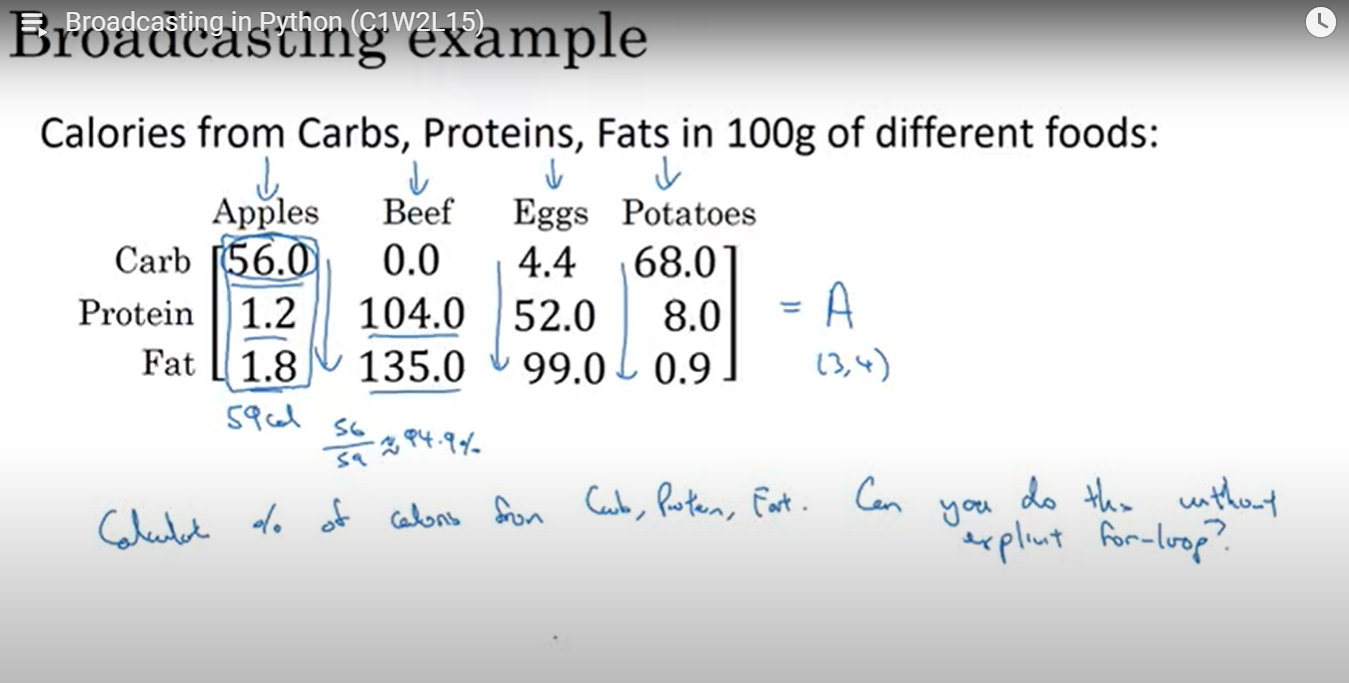 Broadcasting in Python (C1W2L15)
Broadcasting example
Calories from Carbs, Proteins, Fats in 100g of different foods:
Apples Beef Eggs Potatoes
Carb 56.0 0.0 4.4 68.0
Protein 1.2 104.0 52.0 8.0 = A
Fat 1.8 135.0 99.0 0.9 (3,4)
59cal 56/59 ≈ 94.9%
Calculate % of calories from Carb, Protein, Fat. Can you do this without
explicit for-loop?